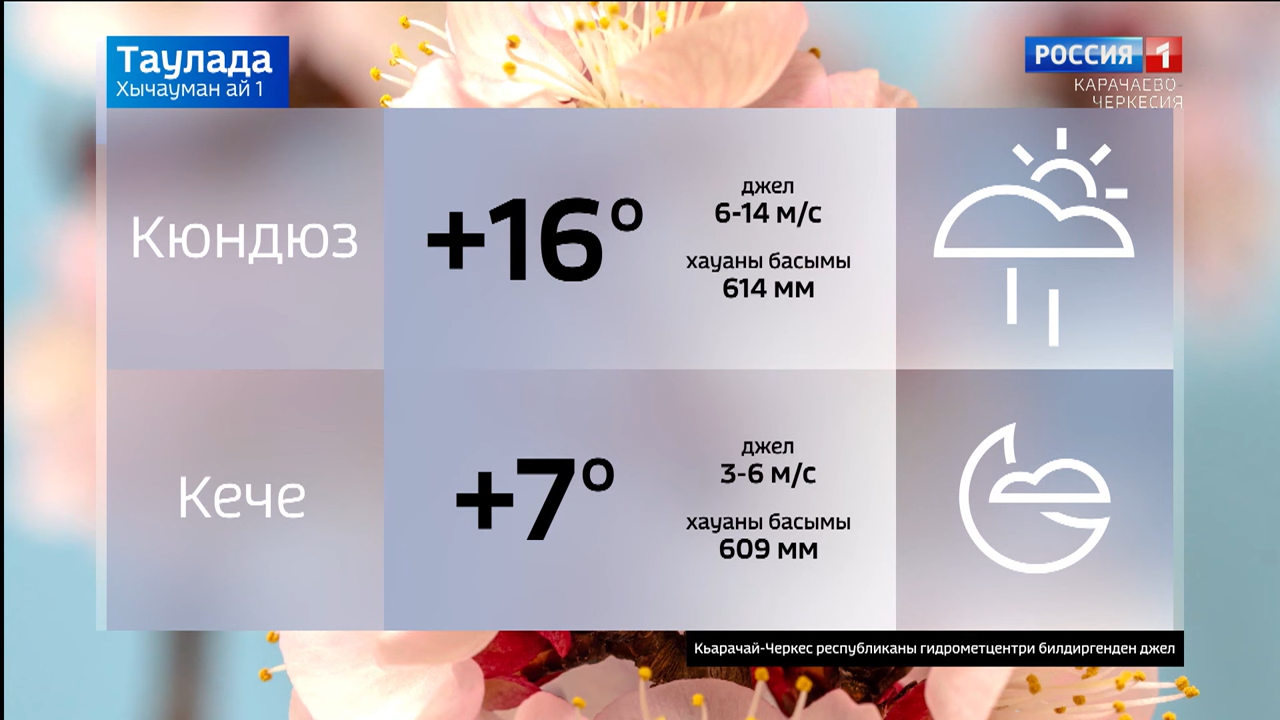 Таулада
Хычауман ай 1
РОССИЯ 1
КАРАЧАЕВО-
ЧЕРКЕСИЯ
Кюндюз
+16°
джел
6-14 м/с
хауаны басымы
614 мм
Кече
+7°
джел
3-6 м/с
хауаны басымы
609 мм
Кьарачай-Черкес республиканы гидрометцентри билдиргенден джел